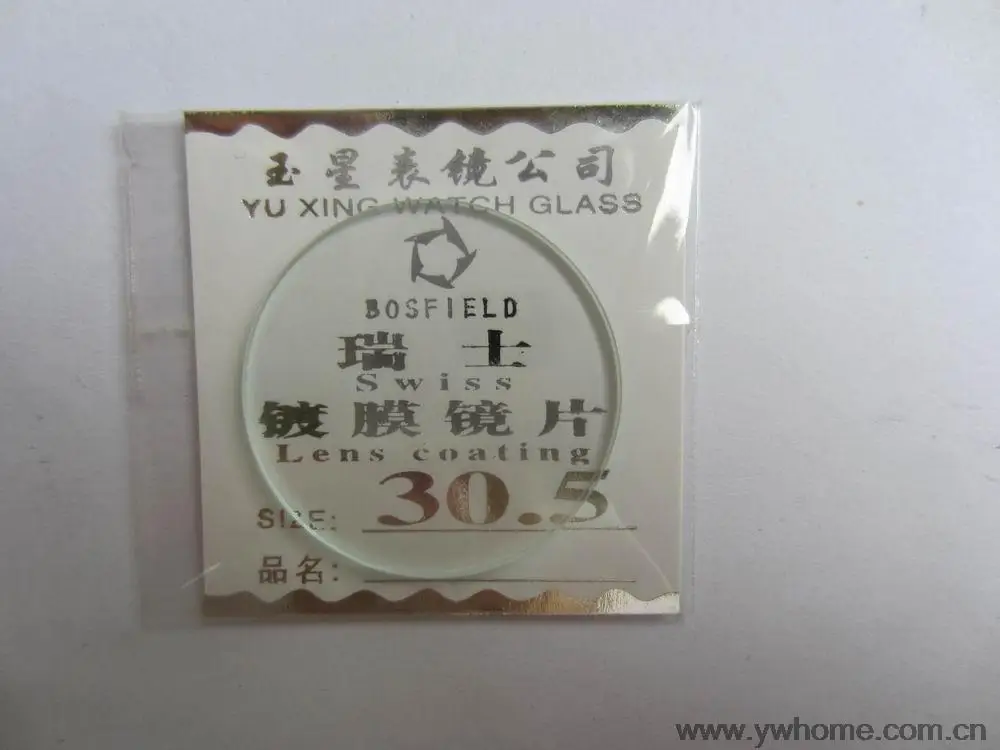 玉星表镜公司
YU XING WATCH GLASS
BOSFIELD
瑞士
Swiss
镀膜镜片
Lens coating
SIZE: 30.5
品名:
www.ywhome.com.cn